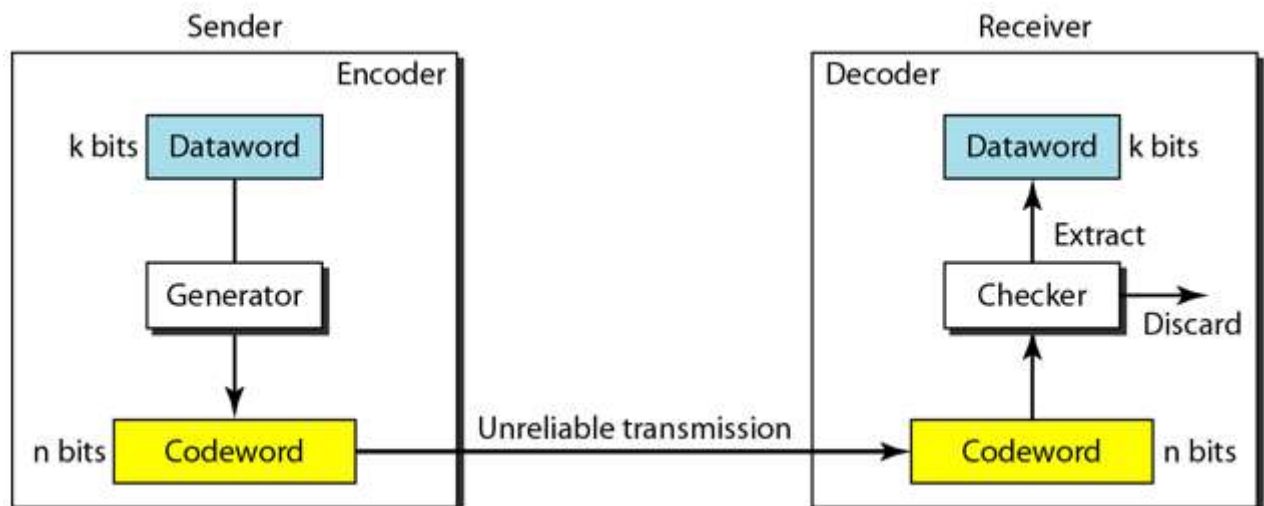 Sender
Receiver
Encoder
Decoder
k bits
Dataword
Dataword
k bits
Extract
Generator
Checker
Discard
Unreliable transmission
n bits
Codeword
Codeword
n bits